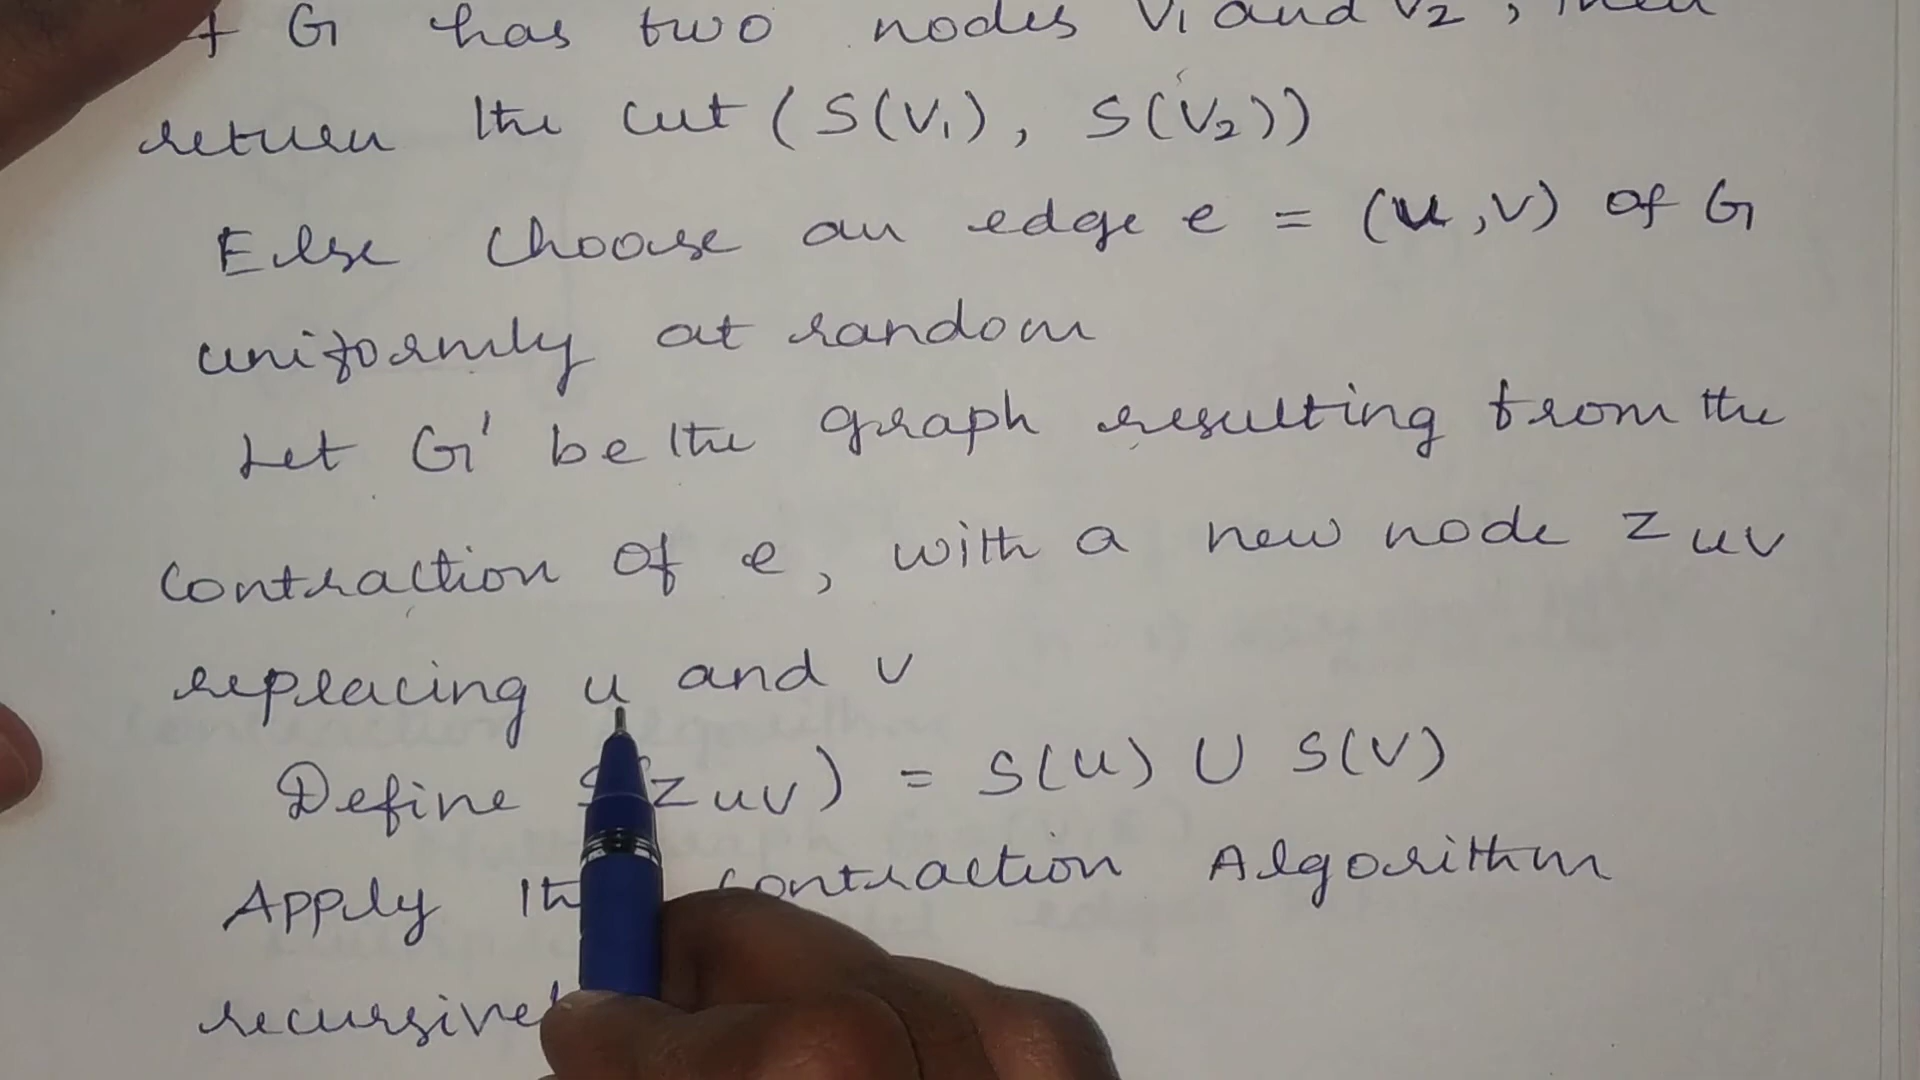 f G has two nodes V1 and V2, then
return the cut (S(V1), S(V2))
Else choose an edge e = (u,v) of G
uniformly at random
Let G' be the graph resulting from the
contraction of e, with a new node zuv
replacing u and v
Define S(zuv) = S(u) ∪ S(v)
Apply the contraction Algorithm